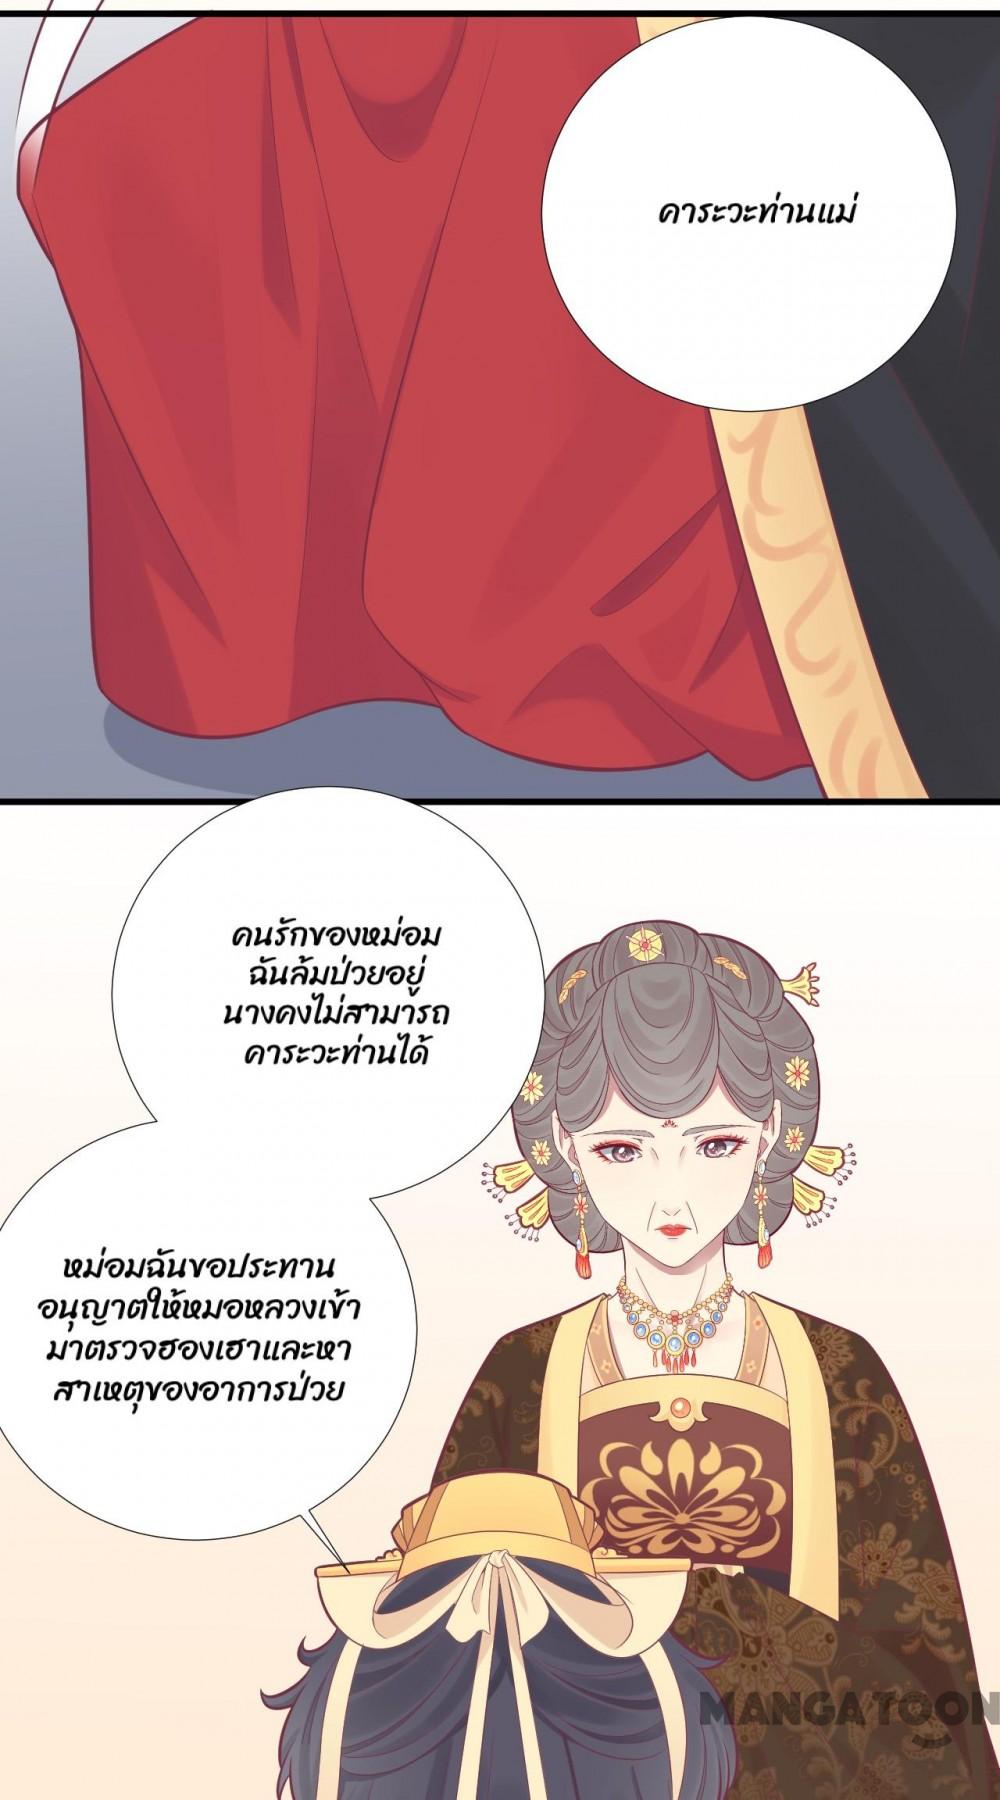 คาระวะท่านแม่
คนรักของหม่อม
ฉันล้มป่วยอยู่
นางคงไม่สามารถ
คาระวะท่านได้
หม่อมฉันขอประทาน
อนุญาตให้หมอหลวงเข้า
มาตรวจฮองเฮาและหา
สาเหตุของอาการป่วย
MANGATOON